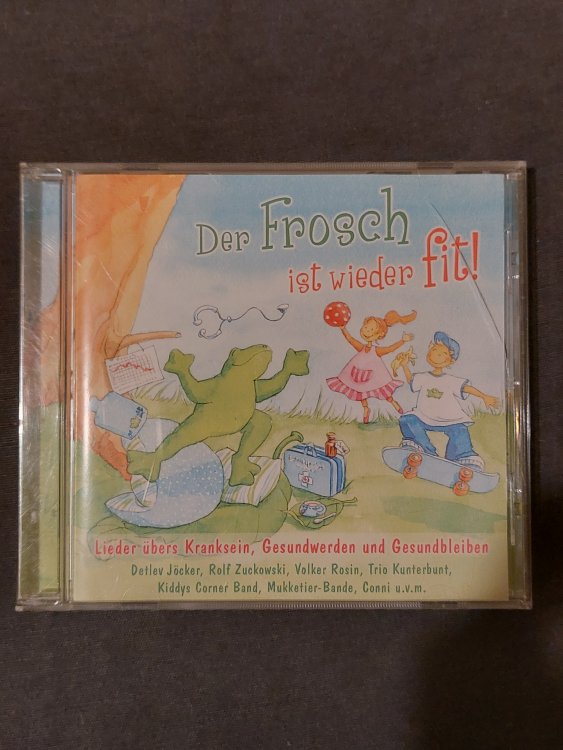 Der Frosch
ist wieder fit!
Lieder übers Kranksein, Gesundwerden und Gesundbleiben
Detlev Jöcker, Rolf Zuckowski, Volker Rosin, Trio Kunterbunt,
Kiddys Corner Band, Mukketier-Bande, Conni u.v.m.